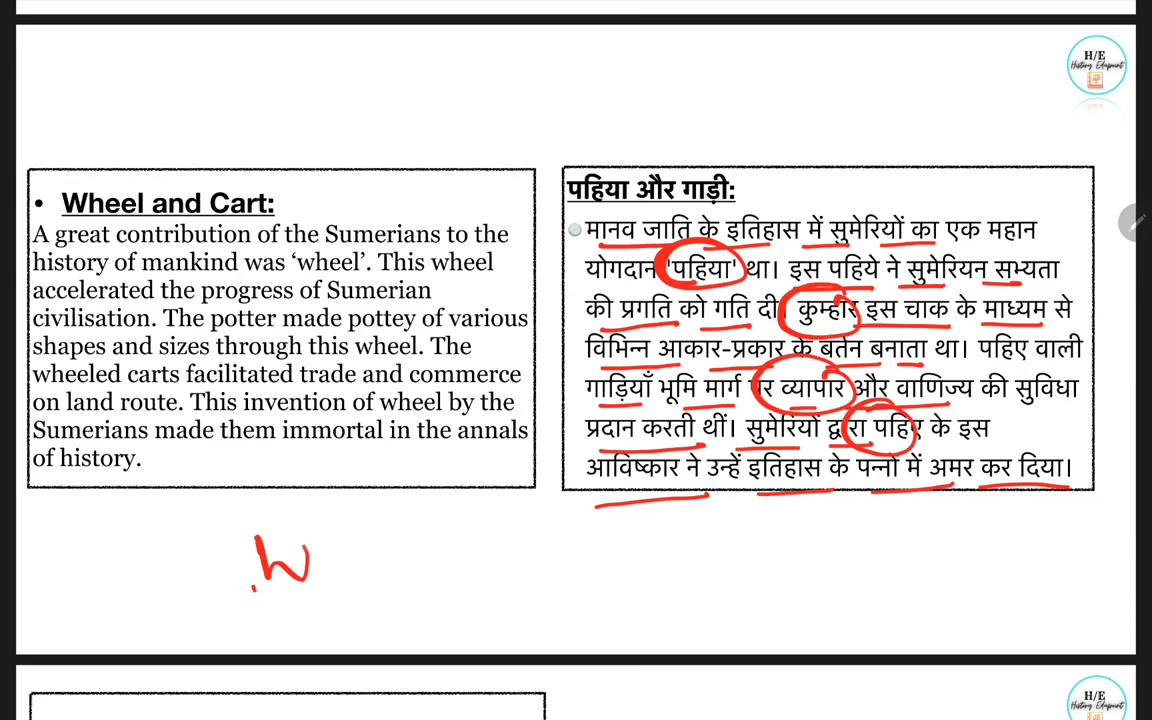 H/E
History Edupoint
• Wheel and Cart:
A great contribution of the Sumerians to the
history of mankind was ‘wheel’. This wheel
accelerated the progress of Sumerian
civilisation. The potter made pottey of various
shapes and sizes through this wheel. The
wheeled carts facilitated trade and commerce
on land route. This invention of wheel by the
Sumerians made them immortal in the annals
of history.
पहिया और गाड़ी:
मानव जाति के इतिहास में सुमेरियों का एक महान
योगदान 'पहिया' था। इस पहिये ने सुमेरियन सभ्यता
की प्रगति को गति दी। कुम्हार इस चाक के माध्यम से
विभिन्न आकार-प्रकार के बर्तन बनाता था। पहिए वाली
गाड़ियाँ भूमि मार्ग पर व्यापार और वाणिज्य की सुविधा
प्रदान करती थीं। सुमेरियों द्वारा पहिए के इस
आविष्कार ने उन्हें इतिहास के पन्नों में अमर कर दिया।
H/E
History Edupoint